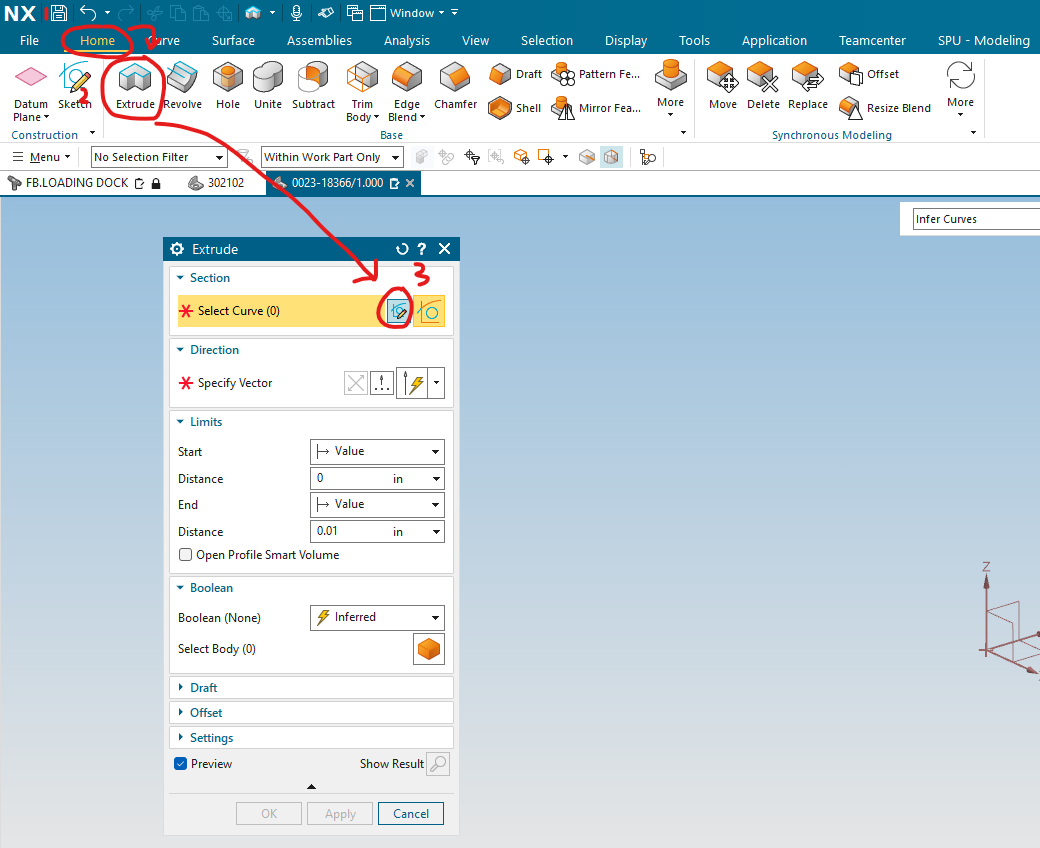 NX Window
File Home Curve Surface Assemblies Analysis View Selection Display Tools Application Teamcenter SPU - Modeling
Datum Plane Sketch Extrude Revolve Hole Unite Subtract Trim Body Edge Blend Chamfer Draft Pattern Fe... More Move Delete Replace Offset More
Shell Mirror Fea... Resize Blend
2
Construction Base Synchronous Modeling
Menu No Selection Filter Within Work Part Only
FB.LOADING DOCK 302102 0023-18366/1.000
Infer Curves
Extrude ?
3
Section
Select Curve (0)
Direction
Specify Vector
Limits
Start Value
Distance 0 in
End Value
Distance 0.01 in
Open Profile Smart Volume
Boolean
Boolean (None) Inferred
Select Body (0)
Draft
Offset
Settings
Preview Show Result
OK Apply Cancel
Z